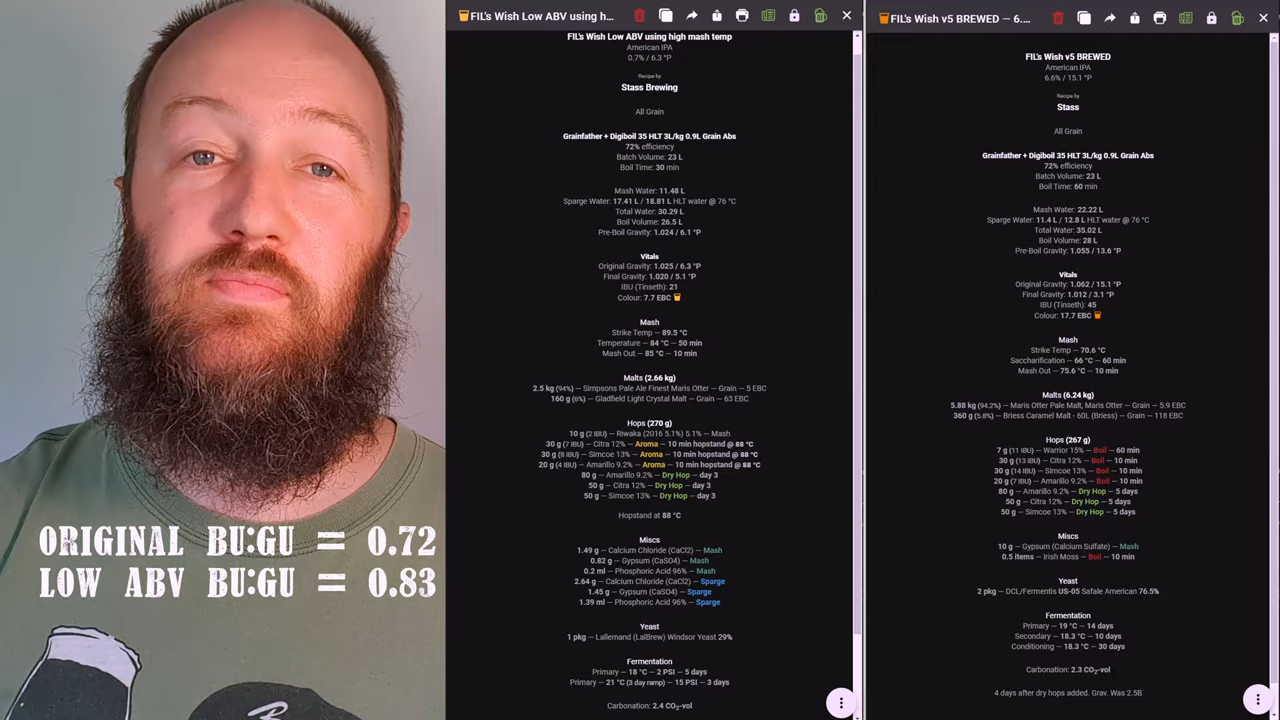 FIL's Wish Low ABV using h...
FIL's Wish Low ABV using high mash temp
American IPA
0.7% / 6.3 °P
Recipe by
Stass Brewing
All Grain
Grainfather + Digiboil 35 HLT 3L/kg 0.9L Grain Abs
72% efficiency
Batch Volume: 23 L
Boil Time: 30 min
Mash Water: 11.48 L
Sparge Water: 17.41 L / 18.81 L HLT water @ 76 °C
Total Water: 30.29 L
Boil Volume: 26.5 L
Pre-Boil Gravity: 1.024 / 6.1 °P
Vitals
Original Gravity: 1.025 / 6.3 °P
Final Gravity: 1.020 / 5.1 °P
IBU (Tinseth): 21
Colour: 7.7 EBC
Mash
Strike Temp — 89.5 °C
Temperature — 84 °C — 50 min
Mash Out — 85 °C — 10 min
Malts (2.66 kg)
2.5 kg (94%) — Simpsons Pale Ale Finest Maris Otter — Grain — 5 EBC
160 g (6%) — Gladfield Light Crystal Malt — Grain — 63 EBC
Hops (270 g)
10 g (2 IBU) — Riwaka (2016 5.1%) 5.1% — Mash
30 g (7 IBU) — Citra 12% — Aroma — 10 min hopstand @ 88 °C
30 g (8 IBU) — Simcoe 13% — Aroma — 10 min hopstand @ 88 °C
20 g (4 IBU) — Amarillo 9.2% — Aroma — 10 min hopstand @ 88 °C
80 g — Amarillo 9.2% — Dry Hop — day 3
50 g — Citra 12% — Dry Hop — day 3
50 g — Simcoe 13% — Dry Hop — day 3
Hopstand at 88 °C
Miscs
1.49 g — Calcium Chloride (CaCl2) — Mash
0.82 g — Gypsum (CaSO4) — Mash
0.2 ml — Phosphoric Acid 96% — Mash
2.64 g — Calcium Chloride (CaCl2) — Sparge
1.45 g — Gypsum (CaSO4) — Sparge
1.39 ml — Phosphoric Acid 96% — Sparge
Yeast
1 pkg — Lallemand (LalBrew) Windsor Yeast 29%
Fermentation
Primary — 18 °C — 2 PSI — 5 days
Primary — 21 °C (3 day ramp) — 15 PSI — 3 days
Carbonation: 2.4 CO2-vol
FIL's Wish v5 BREWED — 6....
FIL's Wish v5 BREWED
American IPA
6.6% / 15.1 °P
Recipe by
Stass
All Grain
Grainfather + Digiboil 35 HLT 3L/kg 0.9L Grain Abs
72% efficiency
Batch Volume: 23 L
Boil Time: 60 min
Mash Water: 22.22 L
Sparge Water: 11.4 L / 12.8 L HLT water @ 76 °C
Total Water: 35.02 L
Boil Volume: 28 L
Pre-Boil Gravity: 1.055 / 13.6 °P
Vitals
Original Gravity: 1.062 / 15.1 °P
Final Gravity: 1.012 / 3.1 °P
IBU (Tinseth): 45
Colour: 17.7 EBC
Mash
Strike Temp — 70.6 °C
Saccharification — 66 °C — 60 min
Mash Out — 75.6 °C — 10 min
Malts (6.24 kg)
5.88 kg (94.2%) — Maris Otter Pale Malt, Maris Otter — Grain — 5.9 EBC
360 g (5.8%) — Briess Caramel Malt - 60L (Briess) — Grain — 118 EBC
Hops (267 g)
7 g (11 IBU) — Warrior 15% — Boil — 60 min
30 g (13 IBU) — Citra 12% — Boil — 10 min
30 g (14 IBU) — Simcoe 13% — Boil — 10 min
20 g (7 IBU) — Amarillo 9.2% — Boil — 10 min
80 g — Amarillo 9.2% — Dry Hop — 5 days
50 g — Citra 12% — Dry Hop — 5 days
50 g — Simcoe 13% — Dry Hop — 5 days
Miscs
10 g — Gypsum (Calcium Sulfate) — Mash
0.5 items — Irish Moss — Boil — 10 min
Yeast
2 pkg — DCL/Fermentis US-05 Safale American 76.5%
Fermentation
Primary — 19 °C — 14 days
Secondary — 18.3 °C — 10 days
Conditioning — 18.3 °C — 30 days
Carbonation: 2.3 CO2-vol
4 days after dry hops added. Grav. Was 2.5B
ORIGINAL BU:GU = 0.72
LOW ABV BU:GU = 0.83